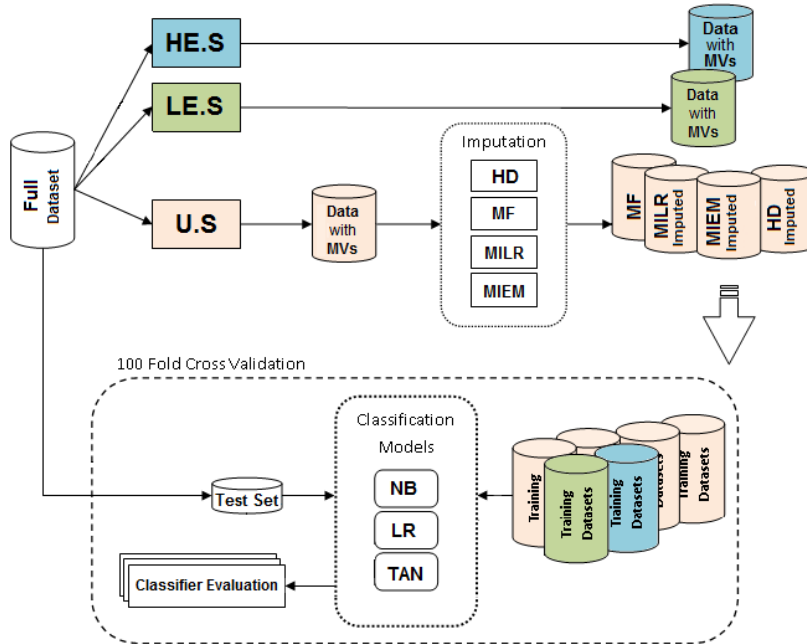 HE.S
Data
with
MVs
LE.S
Data
with
MVs
Full
Dataset
U.S
Data
with
MVs
Imputation
HD
MF
MILR
MIEM
MF
MILR
Imputed
MIEM
Imputed
HD
Imputed
100 Fold Cross Validation
Classification
Models
NB
LR
TAN
Test Set
Classifier Evaluation
Training
Training
Datasets
Training
Datasets
Datasets
Training
Datasets